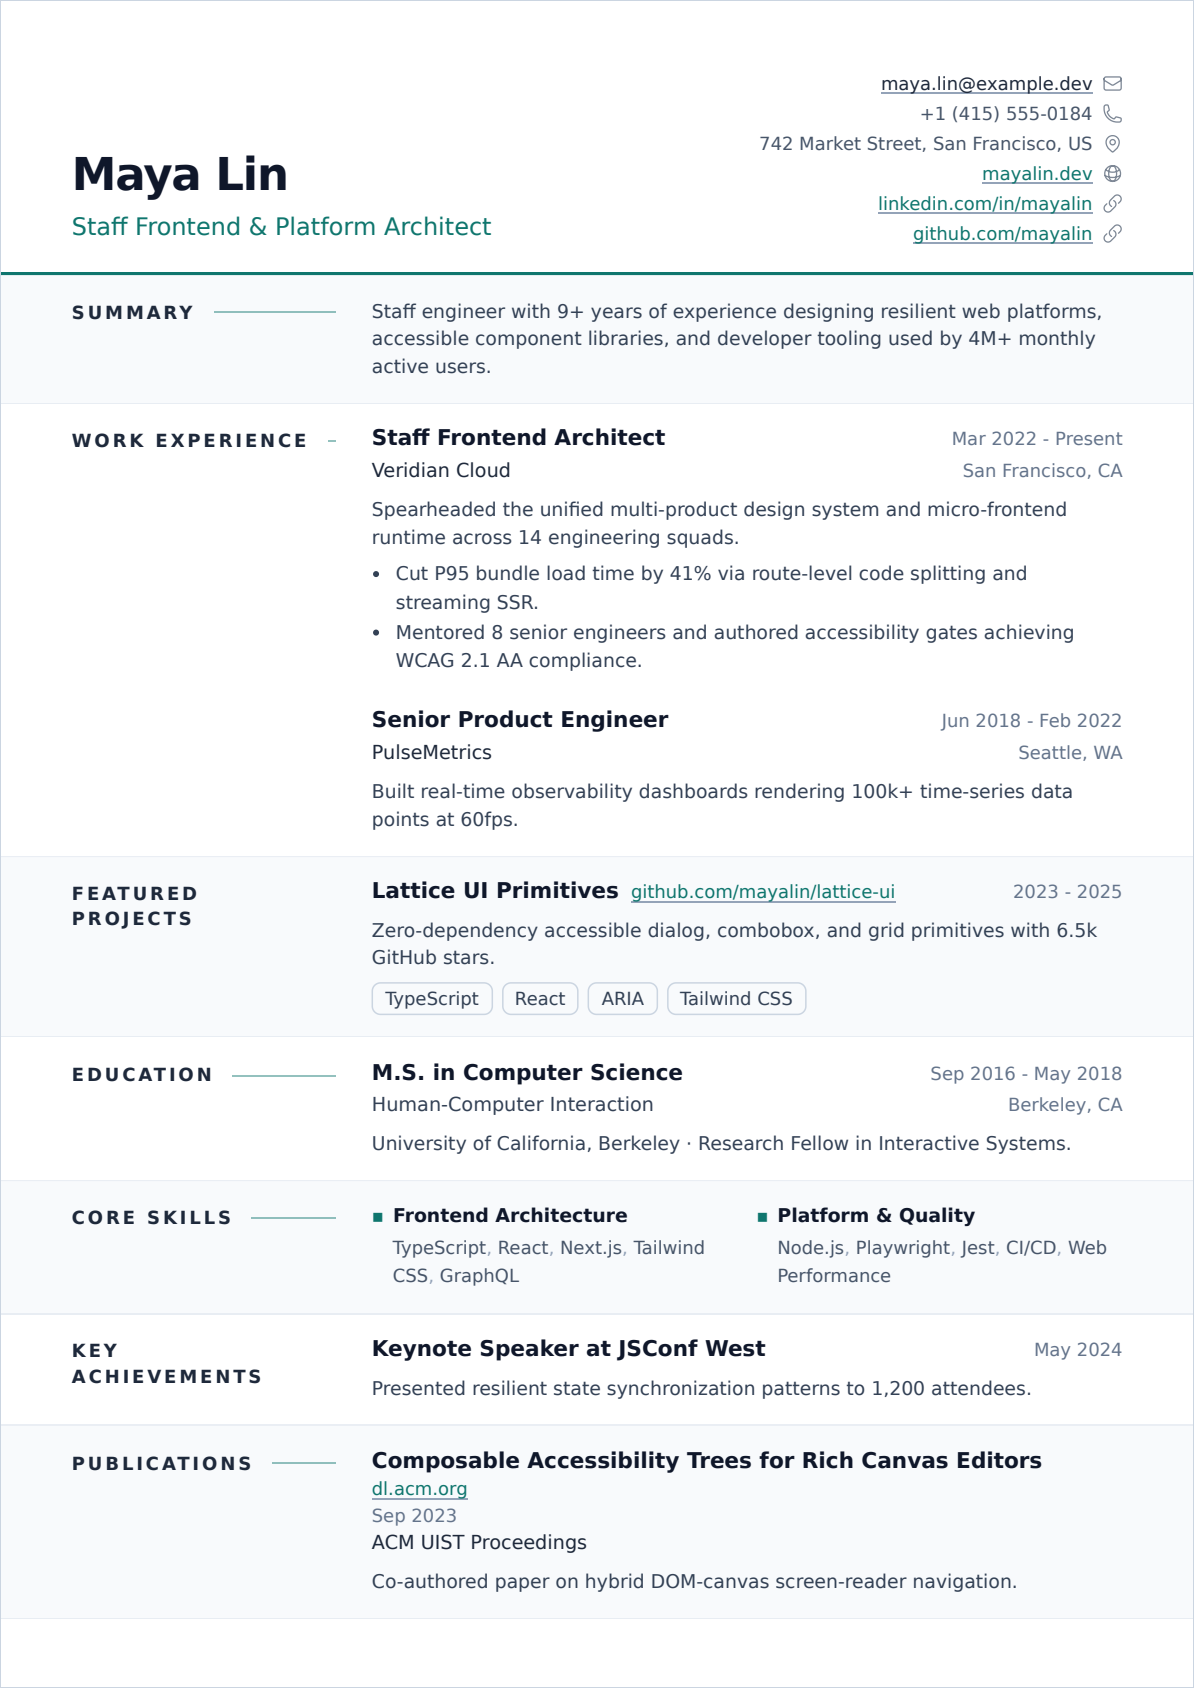 maya.lin@example.dev
+1 (415) 555-0184
742 Market Street, San Francisco, US
mayalin.dev
linkedin.com/in/mayalin
github.com/mayalin
Maya Lin
Staff Frontend & Platform Architect
SUMMARY
Staff engineer with 9+ years of experience designing resilient web platforms,
accessible component libraries, and developer tooling used by 4M+ monthly
active users.
WORK EXPERIENCE
Staff Frontend Architect Mar 2022 - Present
Veridian Cloud San Francisco, CA
Spearheaded the unified multi-product design system and micro-frontend
runtime across 14 engineering squads.
• Cut P95 bundle load time by 41% via route-level code splitting and
streaming SSR.
• Mentored 8 senior engineers and authored accessibility gates achieving
WCAG 2.1 AA compliance.
Senior Product Engineer Jun 2018 - Feb 2022
PulseMetrics Seattle, WA
Built real-time observability dashboards rendering 100k+ time-series data
points at 60fps.
FEATURED
PROJECTS
Lattice UI Primitives github.com/mayalin/lattice-ui 2023 - 2025
Zero-dependency accessible dialog, combobox, and grid primitives with 6.5k
GitHub stars.
TypeScript React ARIA Tailwind CSS
EDUCATION
M.S. in Computer Science Sep 2016 - May 2018
Human-Computer Interaction Berkeley, CA
University of California, Berkeley · Research Fellow in Interactive Systems.
CORE SKILLS
▪ Frontend Architecture
TypeScript, React, Next.js, Tailwind
CSS, GraphQL
▪ Platform & Quality
Node.js, Playwright, Jest, CI/CD, Web
Performance
KEY
ACHIEVEMENTS
Keynote Speaker at JSConf West May 2024
Presented resilient state synchronization patterns to 1,200 attendees.
PUBLICATIONS
Composable Accessibility Trees for Rich Canvas Editors
dl.acm.org
Sep 2023
ACM UIST Proceedings
Co-authored paper on hybrid DOM-canvas screen-reader navigation.